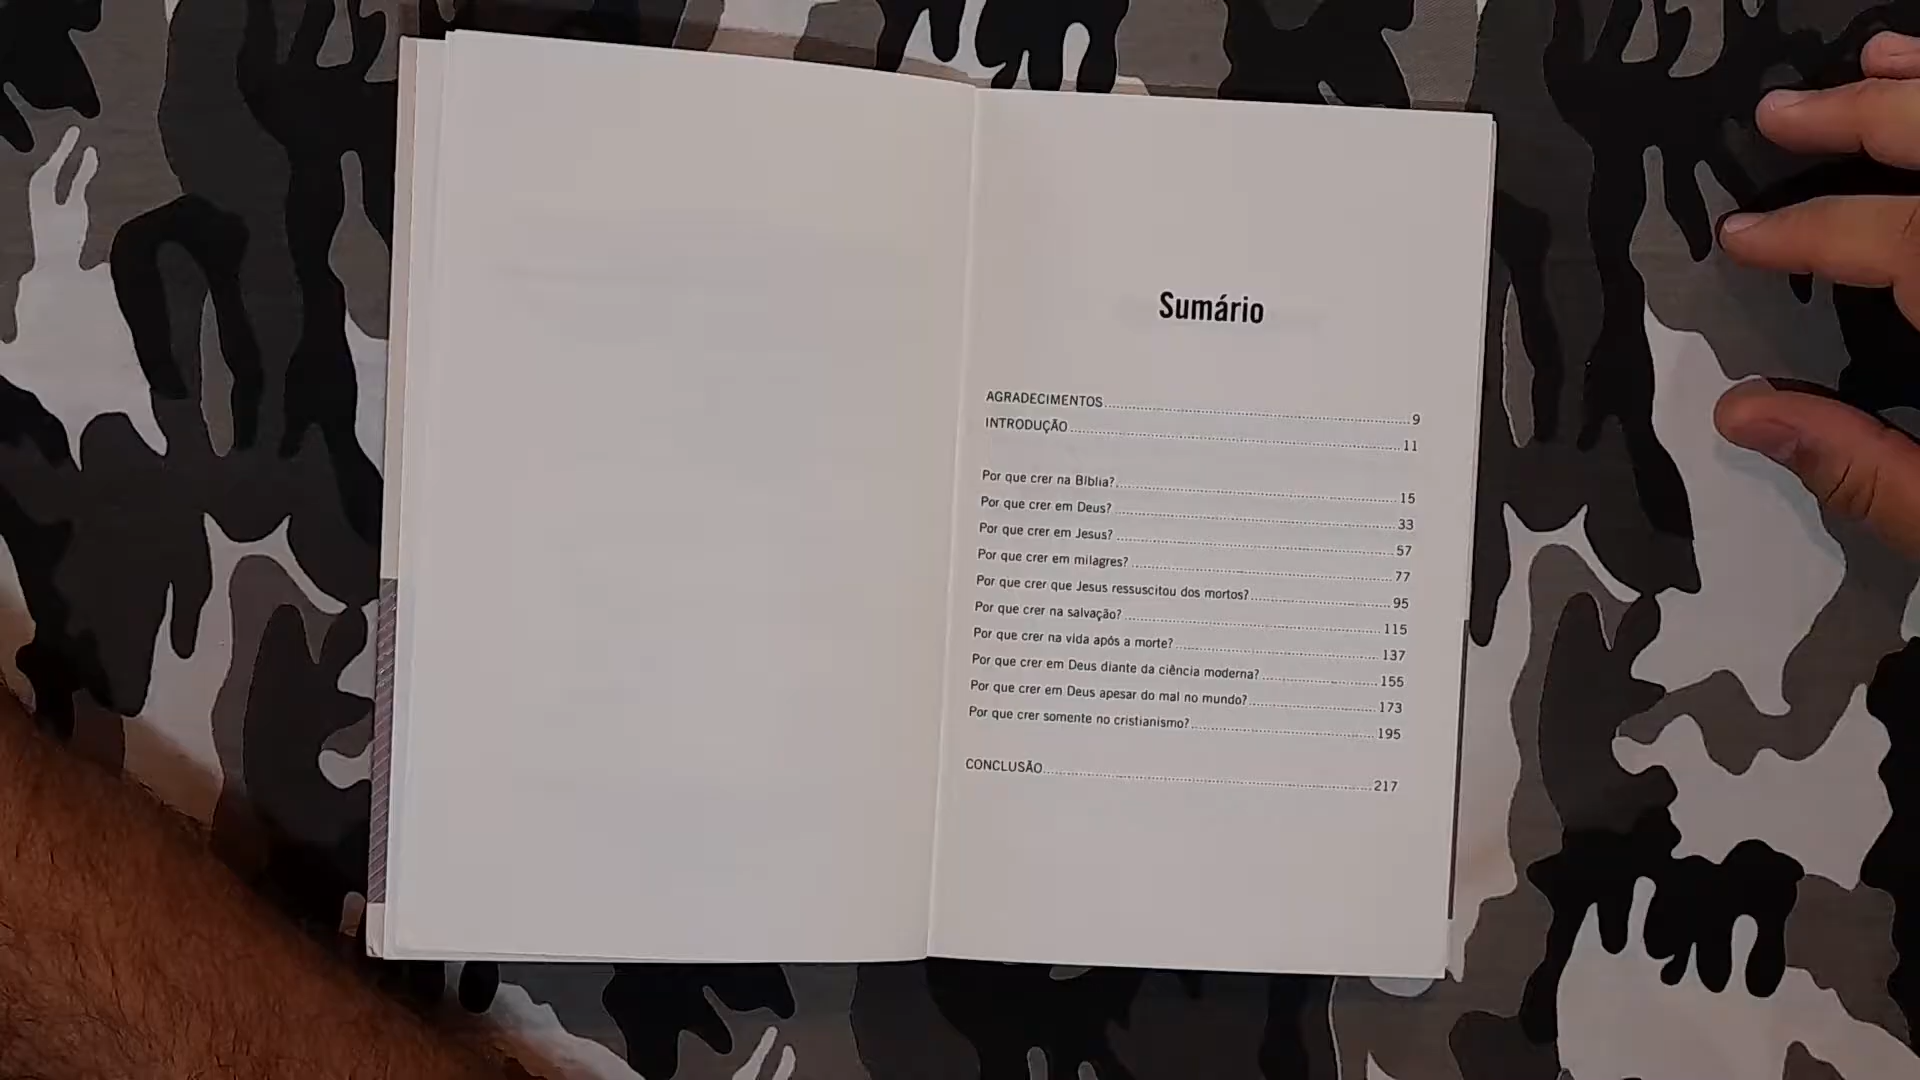 Sumário
AGRADECIMENTOS 9
INTRODUÇÃO 11
Por que crer na Bíblia? 15
Por que crer em Deus? 33
Por que crer em Jesus? 57
Por que crer em milagres? 77
Por que crer que Jesus ressuscitou dos mortos? 95
Por que crer na salvação? 115
Por que crer na vida após a morte? 137
Por que crer em Deus diante da ciência moderna? 155
Por que crer em Deus apesar do mal no mundo? 173
Por que crer somente no cristianismo? 195
CONCLUSÃO 217